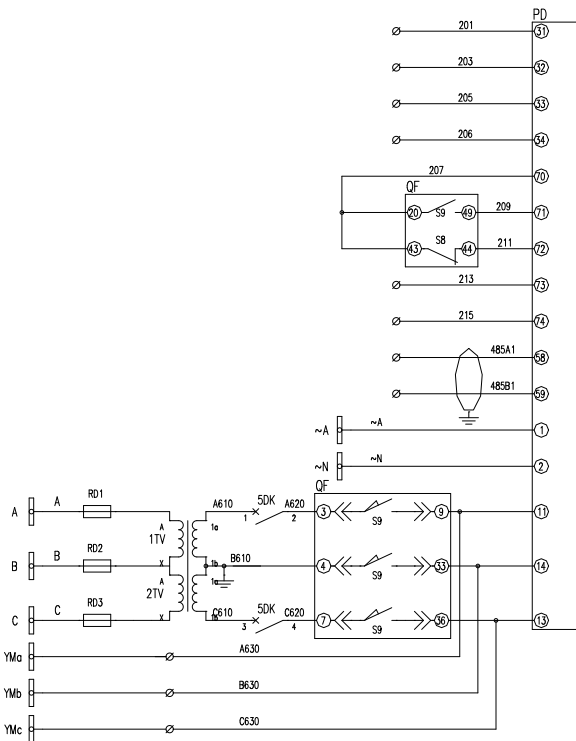 PD
201 31
203 32
205 33
206 34
207 70
QF
20 S9 49 209 71
43 S8 44 211 72
213 73
215 74
485A1 58
485B1 59
~A ~A 1
~N ~N 2
QF
A A RD1 A 1TV 1a A610 1 5DK 2 A620 3 S9 9 11
B B RD2 X 1b B610 4 S9 33 14
A 2TV 1a
C C RD3 X 1b C610 3 5DK 4 C620 7 S9 36 13
YMa A630
YMb B630
YMc C630